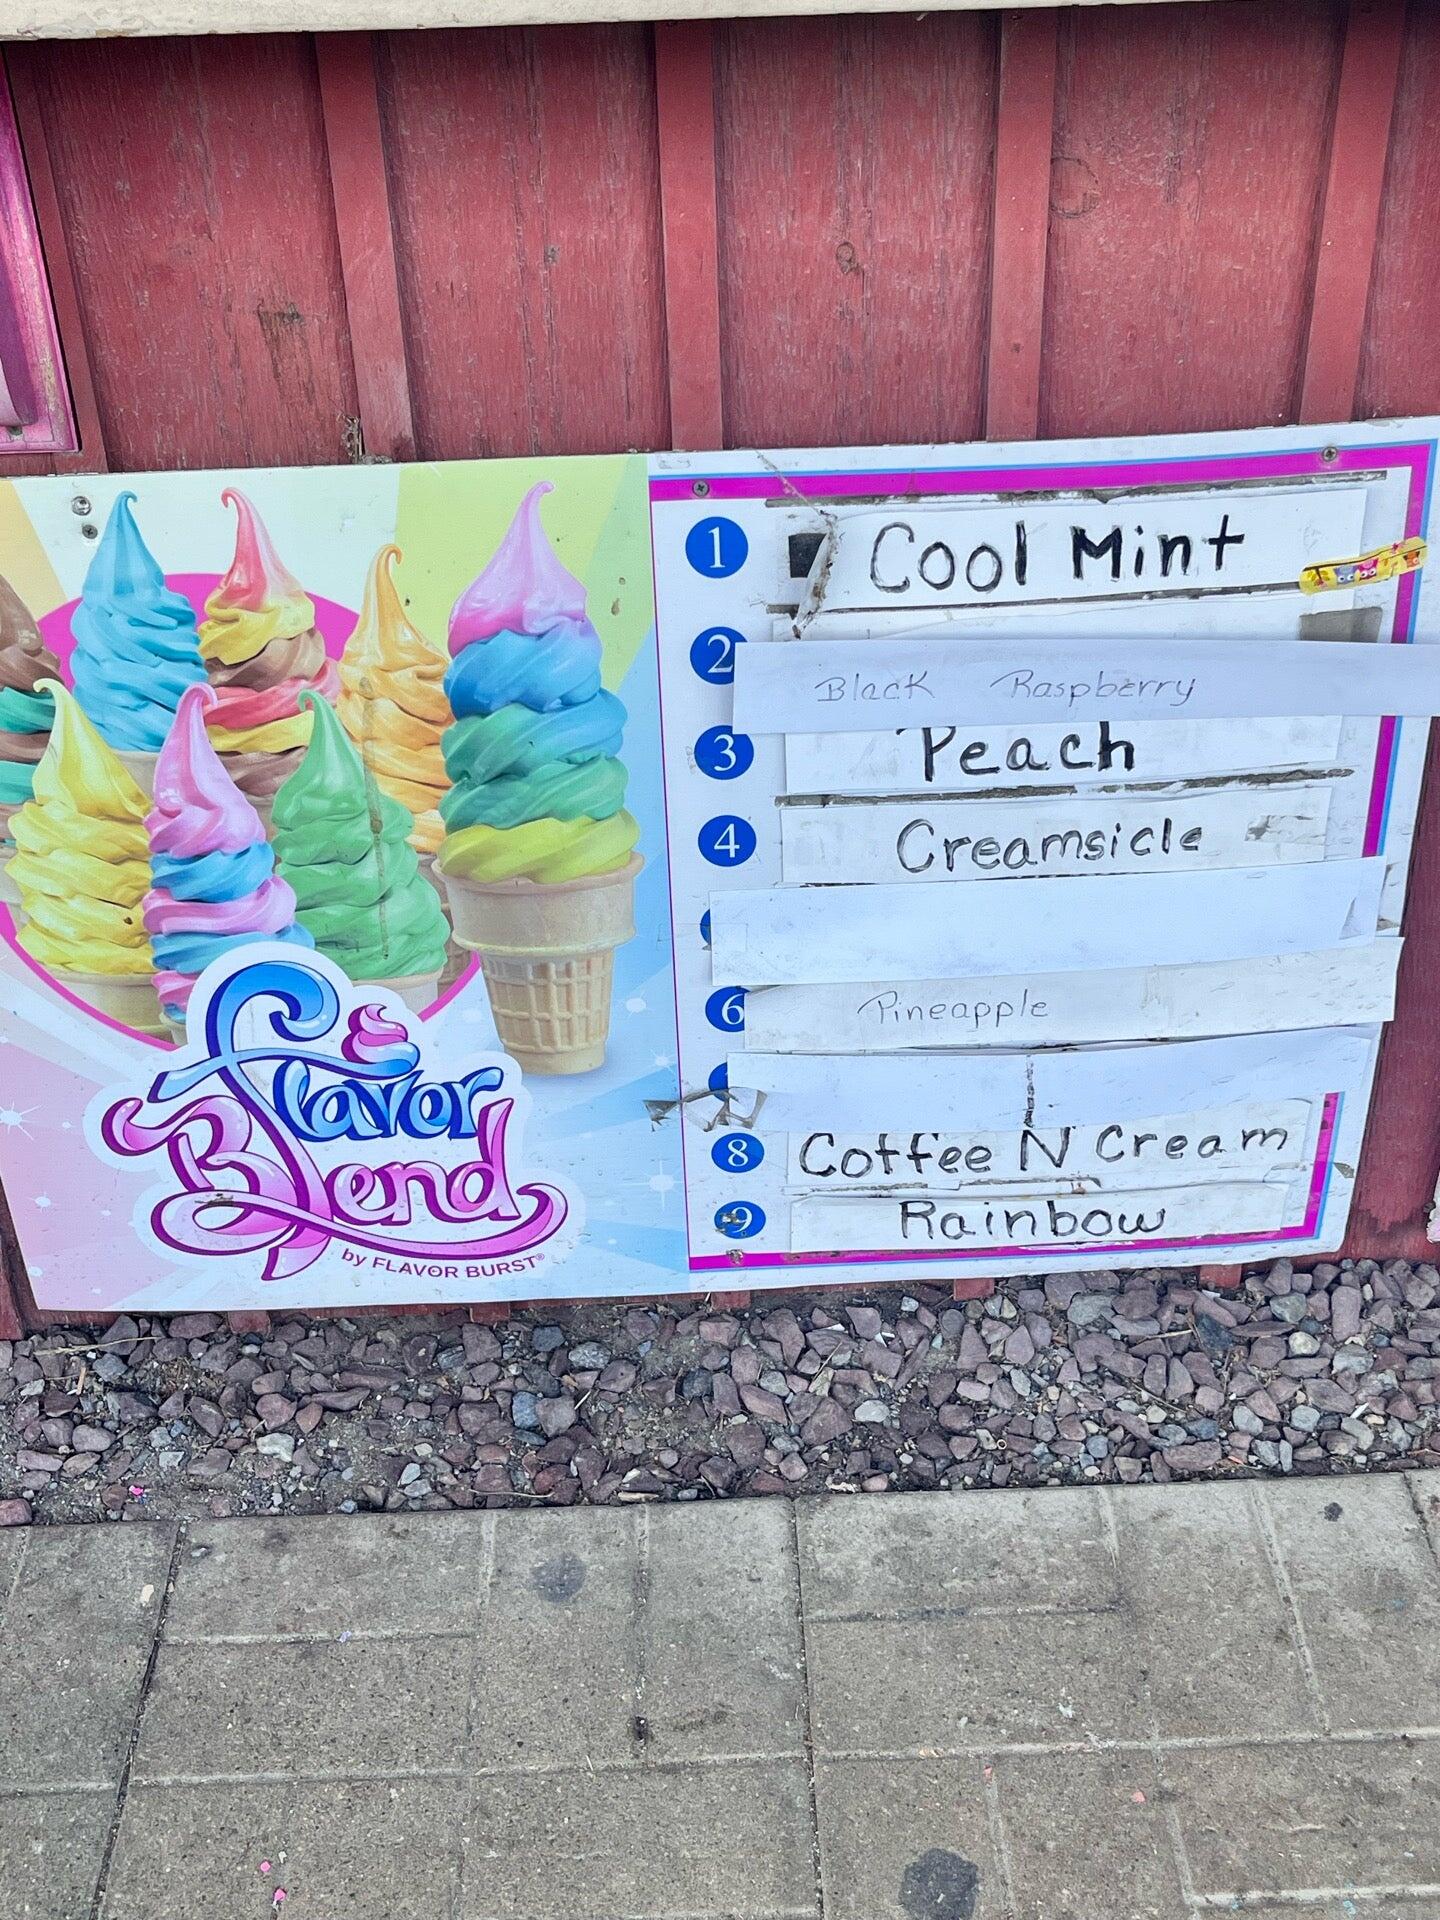 Flavor
Blend
by FLAVOR BURST®
1 Cool Mint
2 Black Raspberry
3 Peach
4 Creamsicle
6 Pineapple
8 Coffee N Cream
9 Rainbow